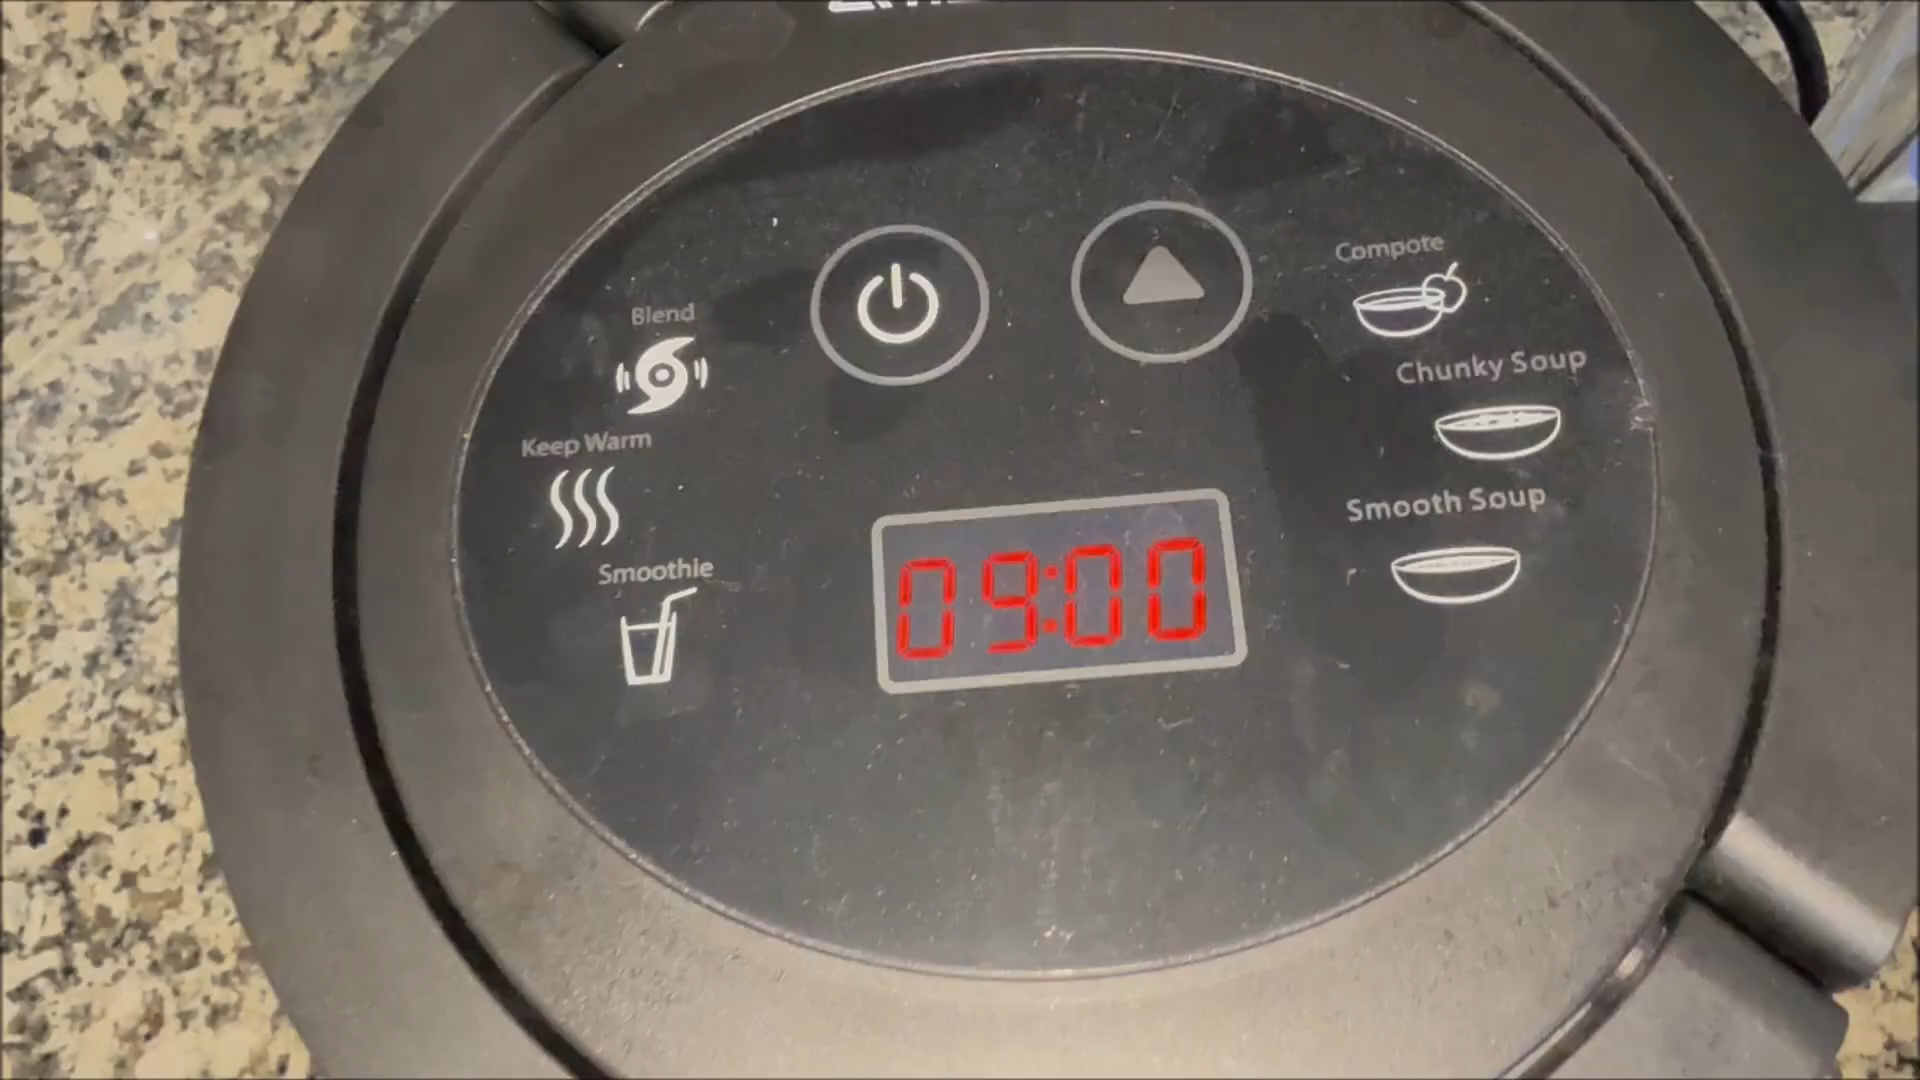 Blend
Keep Warm
Smoothie
09:00
Compote
Chunky Soup
Smooth Soup